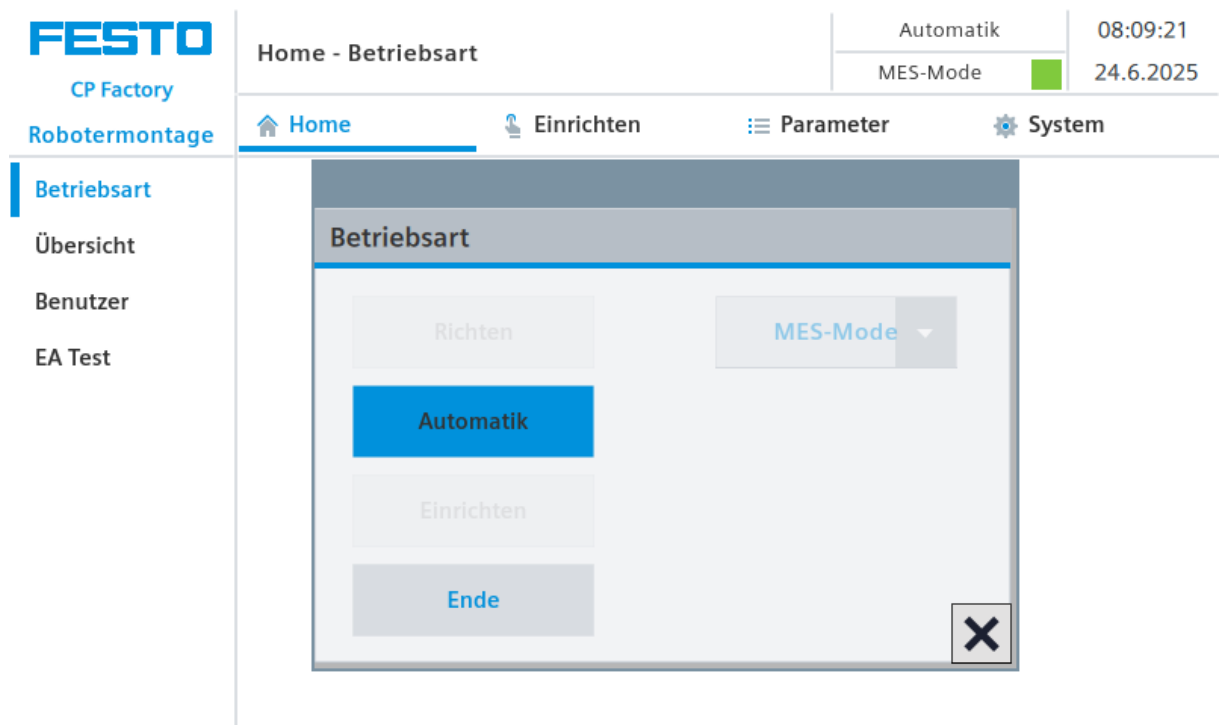 FESTO
CP Factory
Robotermontage
Home - Betriebsart
Automatik
MES-Mode
08:09:21
24.6.2025
Home
Einrichten
Parameter
System
Betriebsart
Übersicht
Benutzer
EA Test
Betriebsart
Richten
MES-Mode
Automatik
Einrichten
Ende